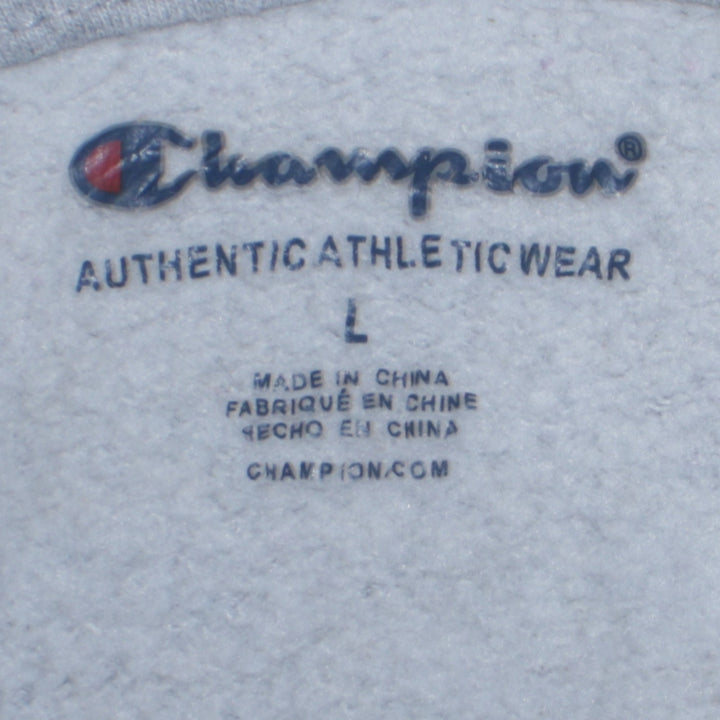 Champion®
AUTHENTIC ATHLETIC WEAR
L
MADE IN CHINA
FABRIQUÉ EN CHINE
HECHO EN CHINA
CHAMPION.COM